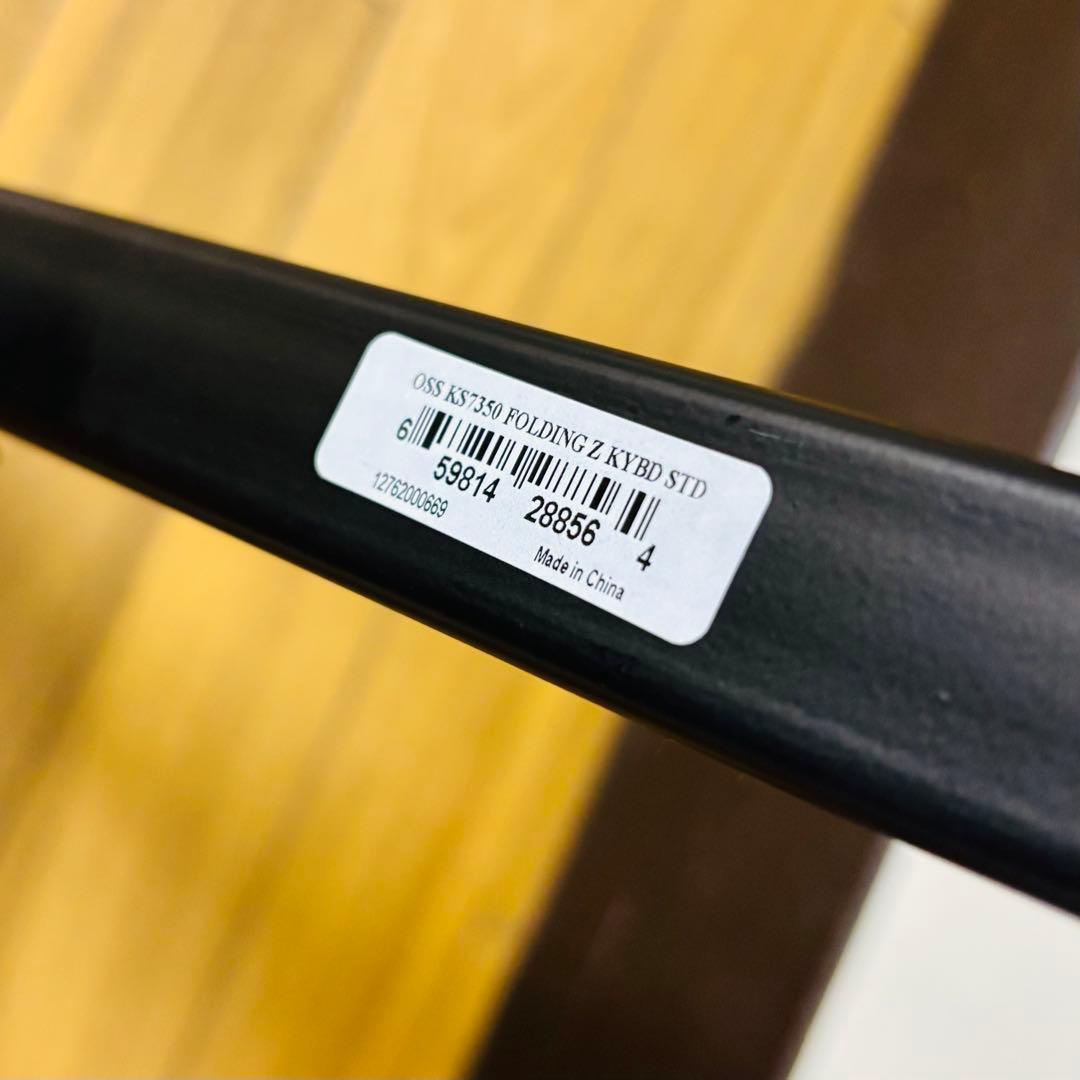 OSS KS7350 FOLDING Z KYBD STD
6 59814 28856 4
12762000669
Made in China